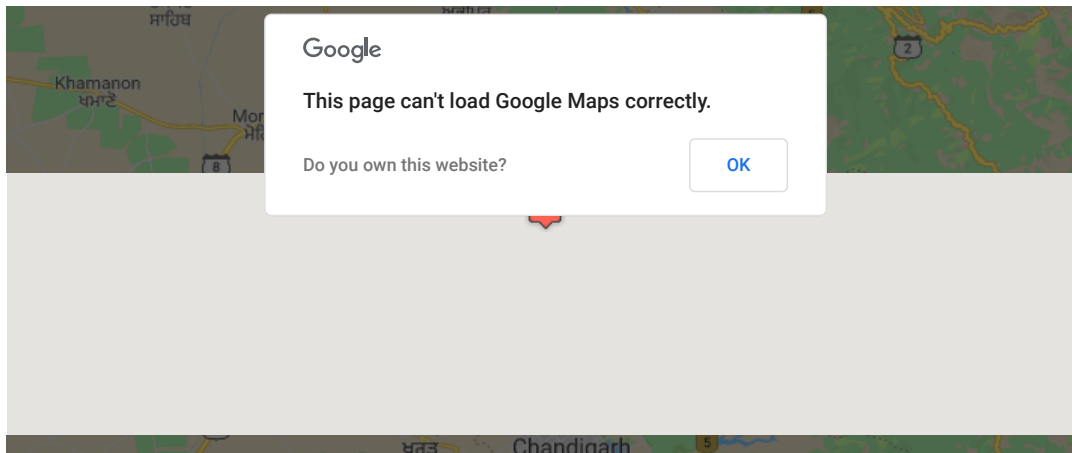 ਸਾਹਿਬ
Google
This page can't load Google Maps correctly.
2
Khamanon
ਖਮਾਣੋਂ
8
Do you own this website?
OK
Chandigarh
5